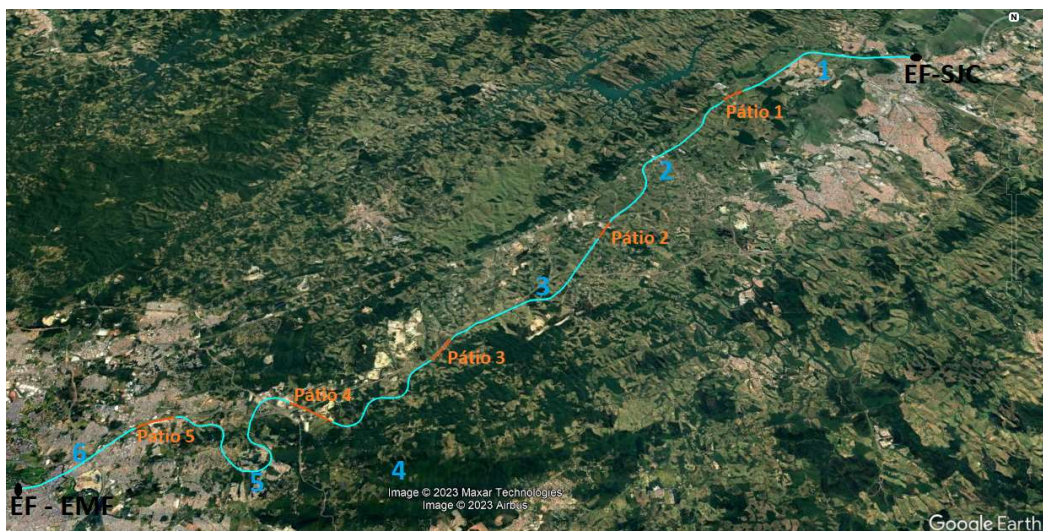 N
1
EF-SJC
Pátio 1
2
Pátio 2
3
Pátio 3
Pátio 4
Pátio 5
6
5
4
EF - EMF
Image © 2023 Maxar Technologies
Image © 2023 Airbus
Google Earth